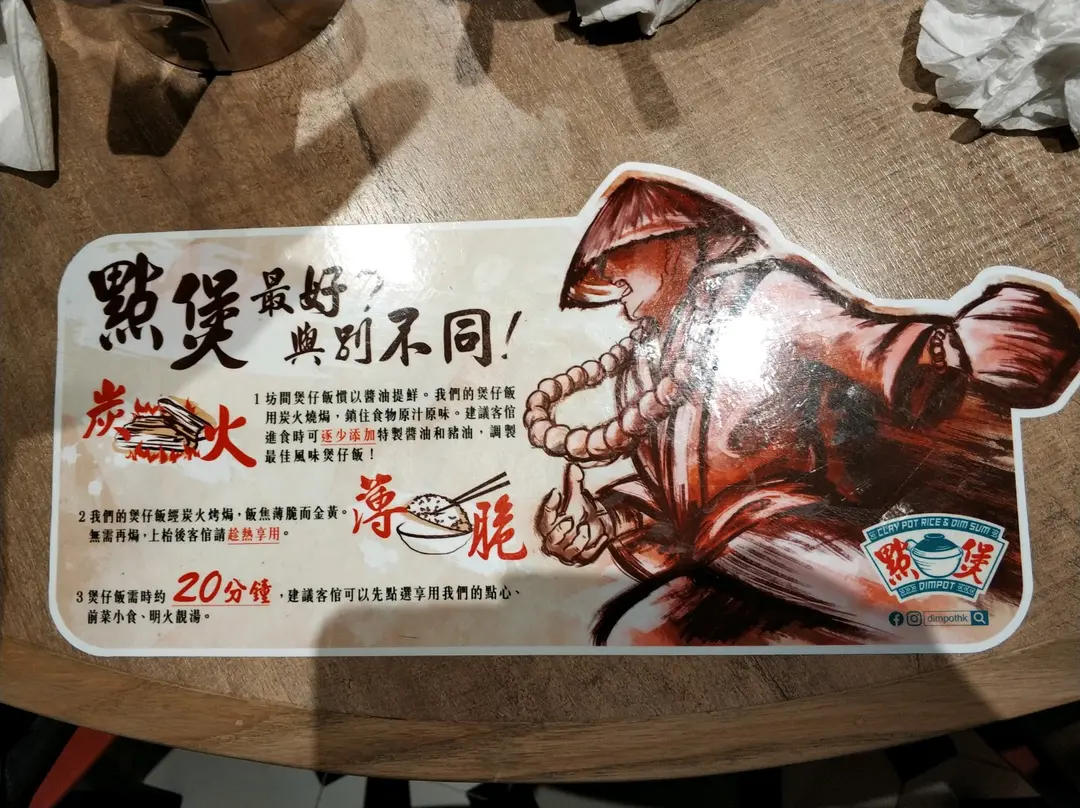 點煲最好?
與別不同!
炭火
1 坊間煲仔飯慣以醬油提鮮。我們的煲仔飯
用炭火燒焗,鎖住食物原汁原味。建議客倌
進食時可逐少添加特製醬油和豬油,調製
最佳風味煲仔飯!
薄脆
2 我們的煲仔飯經炭火烤焗,飯焦薄脆而金黃。
無需再焗,上枱後客倌請趁熱享用。
3 煲仔飯需時約 20分鐘,建議客倌可以先點選享用我們的點心、
前菜小食、明火靚湯。
CLAY POT RICE & DIM SUM
點煲
DIMPOT
dimpothk